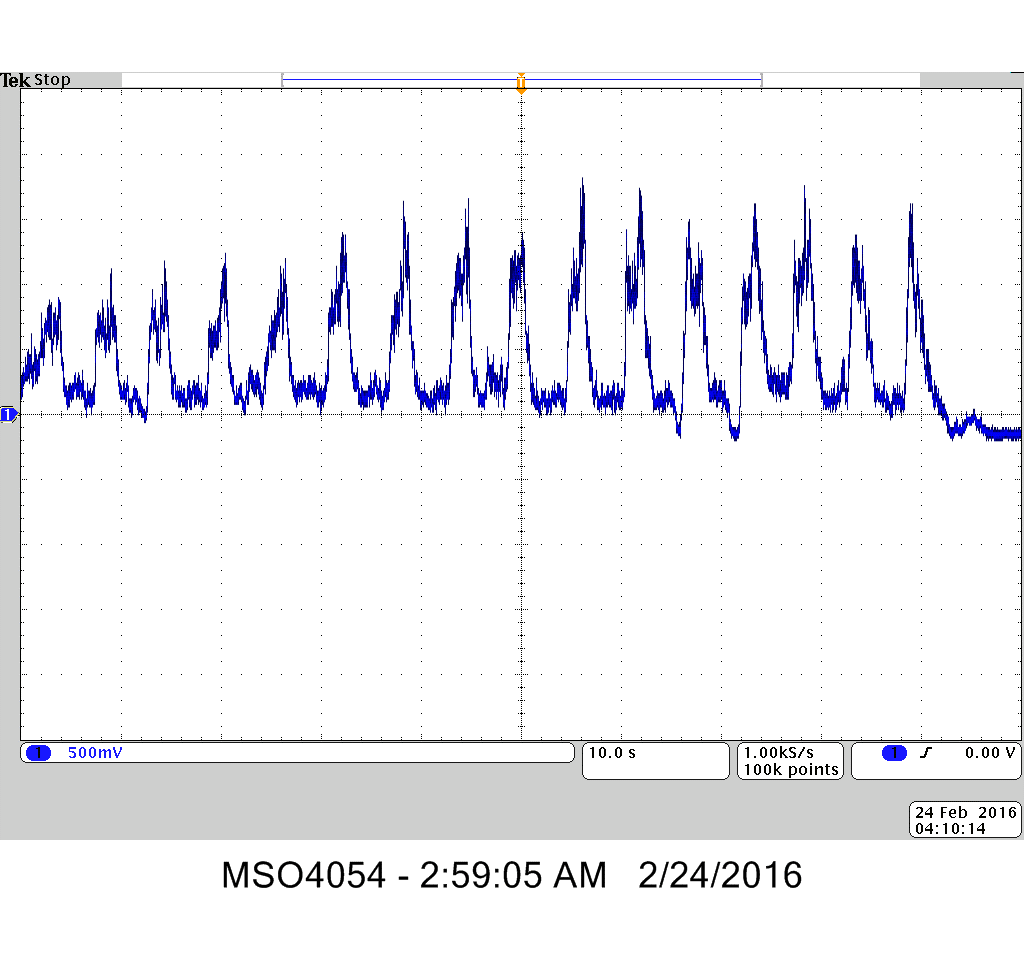 Tek Stop
T
1
1 500mV
10.0 s
1.00kS/s
100k points
1 0.00 V
24 Feb 2016
04:10:14
MSO4054 - 2:59:05 AM 2/24/2016